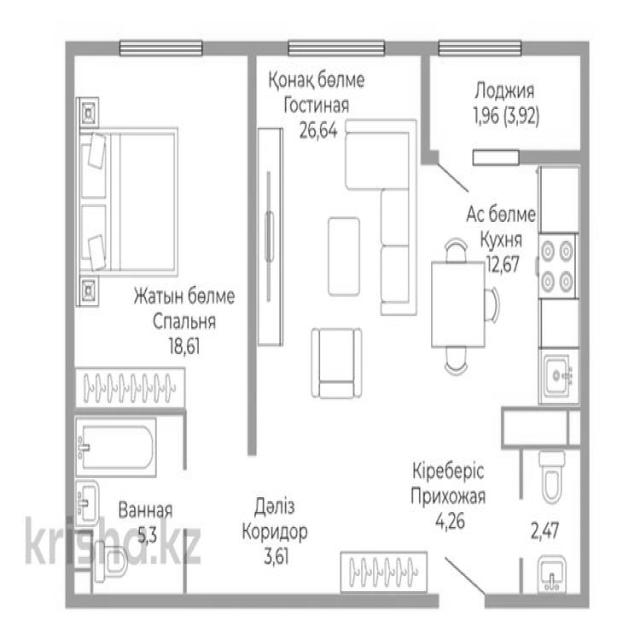 Қонақ бөлме
Гостиная
26,64
Лоджия
1,96 (3,92)
Ас бөлме
Кухня
12,67
Жатын бөлме
Спальня
18,61
Кіреберіс
Прихожая
4,26
Ванная
5,3
Дәліз
Коридор
3,61
2,47
krisha.kz